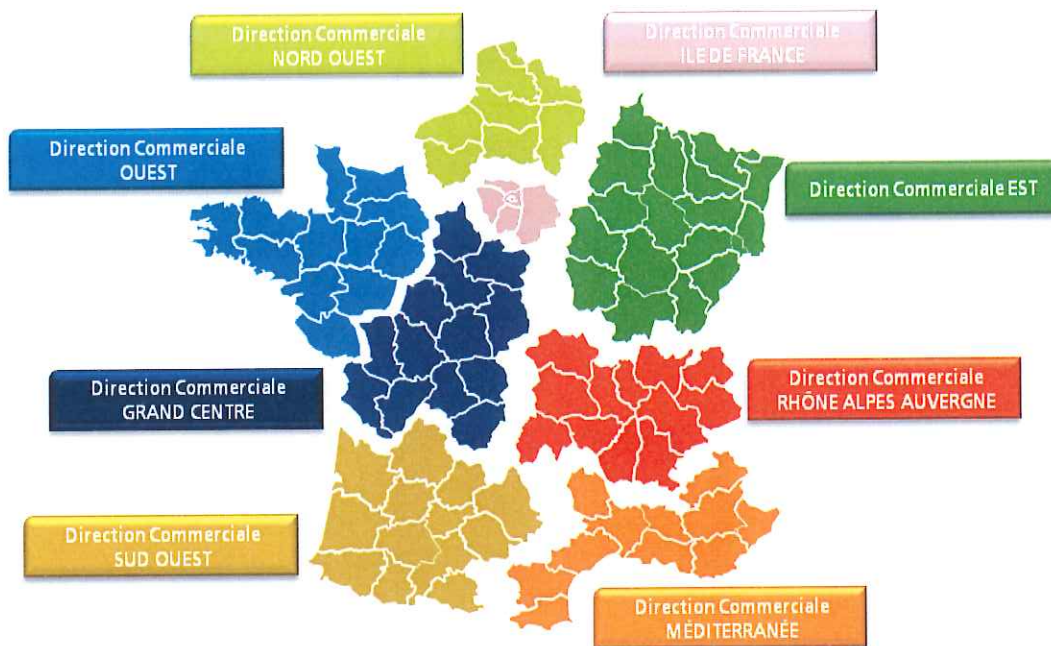 Direction Commerciale
NORD OUEST
Direction Commerciale
ILE DE FRANCE
Direction Commerciale
OUEST
Direction Commerciale EST
Direction Commerciale
GRAND CENTRE
Direction Commerciale
RHÔNE ALPES AUVERGNE
Direction Commerciale
SUD OUEST
Direction Commerciale
MÉDITERRANÉE